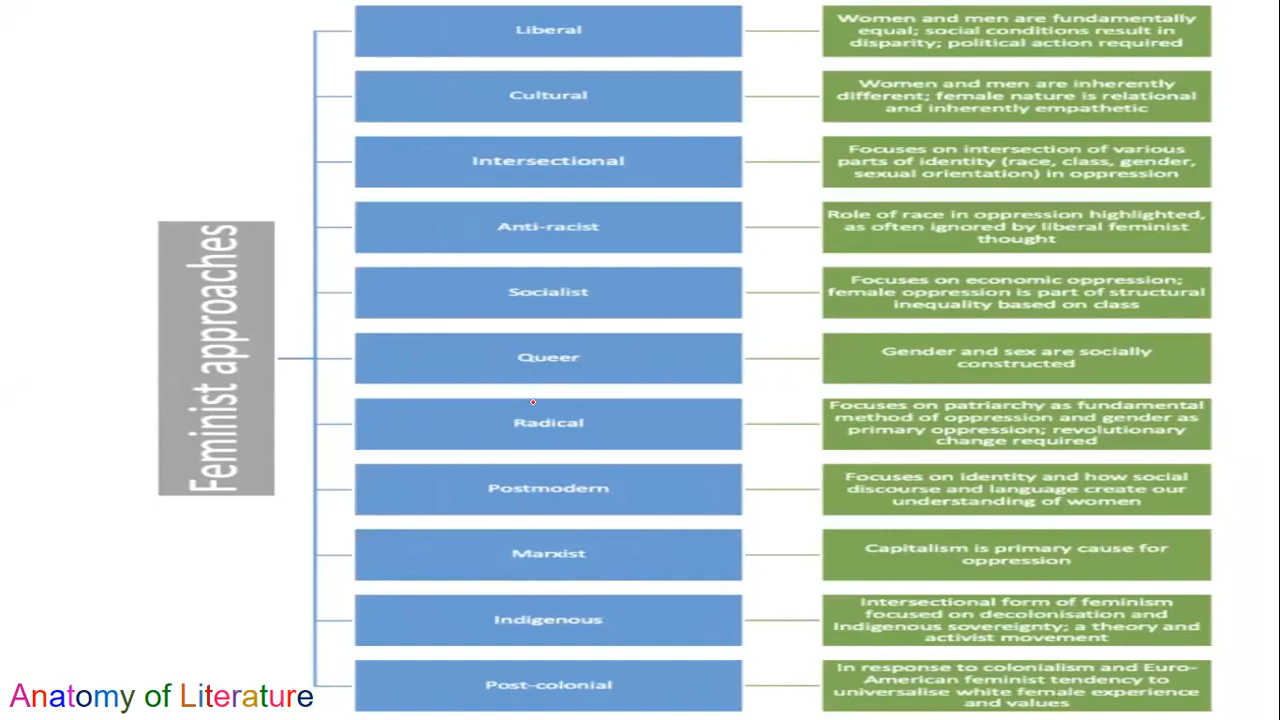 Feminist approaches
Liberal
Women and men are fundamentally
equal; social conditions result in
disparity; political action required
Cultural
Women and men are inherently
different; female nature is relational
and inherently empathetic
Intersectional
Focuses on intersection of various
parts of identity (race, class, gender,
sexual orientation) in oppression
Anti-racist
Role of race in oppression highlighted,
as often ignored by liberal feminist
thought
Socialist
Focuses on economic oppression;
female oppression is part of structural
inequality based on class
Queer
Gender and sex are socially
constructed
Radical
Focuses on patriarchy as fundamental
method of oppression and gender as
primary oppression; revolutionary
change required
Postmodern
Focuses on identity and how social
discourse and language create our
understanding of women
Marxist
Capitalism is primary cause for
oppression
Indigenous
Intersectional form of feminism
focused on decolonisation and
Indigenous sovereignty; a theory and
activist movement
Post-colonial
In response to colonialism and Euro-
American feminist tendency to
universalise white female experience
and values
Anatomy of Literature